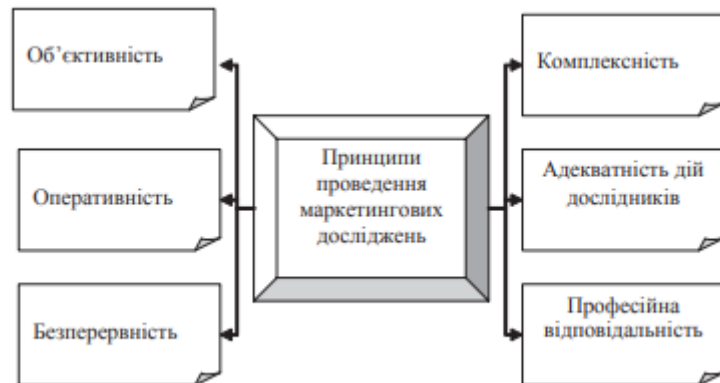 Об’єктивність
Оперативність
Безперервність
Принципи
проведення
маркетингових
досліджень
Комплексність
Адекватність дій
дослідників
Професійна
відповідальність